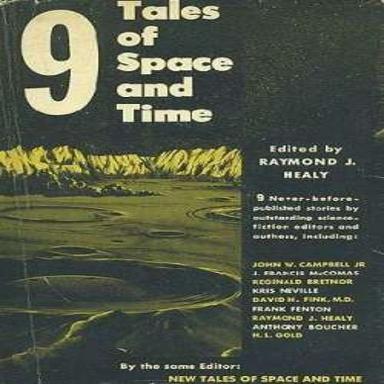 9 Tales
of
Space
and
Time
Edited by
RAYMOND J.
HEALY
9 Never-before-
published stories by
outstanding science-
fiction editors and
authors, including:
JOHN W. CAMPBELL JR
J. FRANCIS McCOMAS
REGINALD BRETNOR
KRIS NEVILLE
DAVID H. FINK, M.D.
FRANK FENTON
RAYMOND J. HEALY
ANTHONY BOUCHER
H. L. GOLD
By the same Editor:
NEW TALES OF SPACE AND TIME